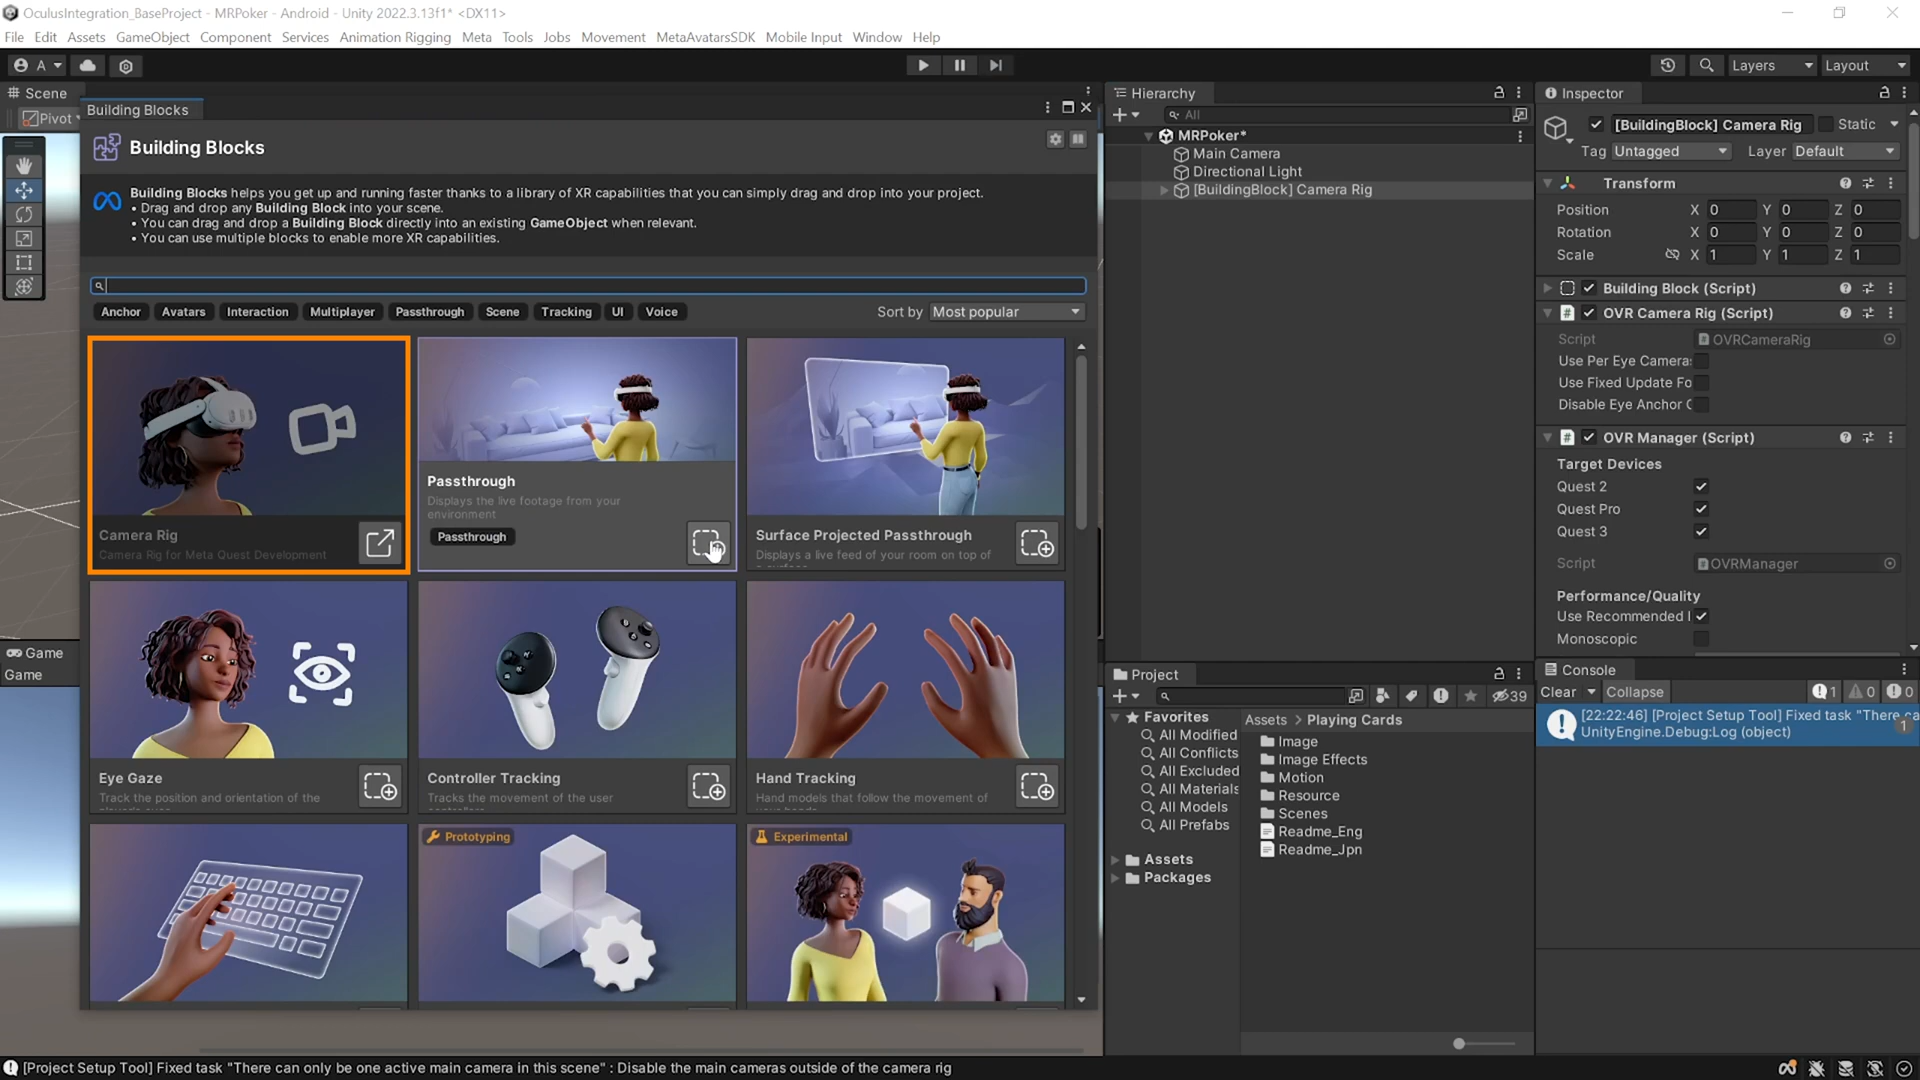 OculusIntegration_BaseProject - MRPoker - Android - Unity 2022.3.13f1* <DX11>
File Edit Assets GameObject Component Services Animation Rigging Meta Tools Jobs Movement MetaAvatarsSDK Mobile Input Window Help
A
Layers
Layout
Scene
Pivot
Building Blocks
Building Blocks
Building Blocks helps you get up and running faster thanks to a library of XR capabilities that you can simply drag and drop into your project.
• Drag and drop any Building Block into your scene.
• You can drag and drop a Building Block directly into an existing GameObject when relevant.
• You can use multiple blocks to enable more XR capabilities.
Anchor Avatars Interaction Multiplayer Passthrough Scene Tracking UI Voice
Sort by Most popular
Camera Rig
Camera Rig for Meta Quest Development
Passthrough
Displays the live footage from your
environment
Passthrough
Surface Projected Passthrough
Displays a live feed of your room on top of
Eye Gaze
Track the position and orientation of the
Controller Tracking
Tracks the movement of the user
Hand Tracking
Hand models that follow the movement of
Prototyping
Experimental
Game
Game
Hierarchy
All
MRPoker*
Main Camera
Directional Light
[BuildingBlock] Camera Rig
Project
39
Favorites
All Modified
All Conflicts
All Excluded
All Materials
All Models
All Prefabs
Assets
Packages
Assets > Playing Cards
Image
Image Effects
Motion
Resource
Scenes
Readme_Eng
Readme_Jpn
Inspector
[BuildingBlock] Camera Rig
Static
Tag Untagged Layer Default
Transform
Position X 0 Y 0 Z 0
Rotation X 0 Y 0 Z 0
Scale X 1 Y 1 Z 1
Building Block (Script)
# OVR Camera Rig (Script)
Script OVRCameraRig
Use Per Eye Camera
Use Fixed Update Fo
Disable Eye Anchor
# OVR Manager (Script)
Target Devices
Quest 2
Quest Pro
Quest 3
Script OVRManager
Performance/Quality
Use Recommended
Monoscopic
Console
Clear Collapse 1 0 0
[22:22:46] [Project Setup Tool] Fixed task "There ca
UnityEngine.Debug:Log (object)
1
[Project Setup Tool] Fixed task "There can only be one active main camera in this scene" : Disable the main cameras outside of the camera rig